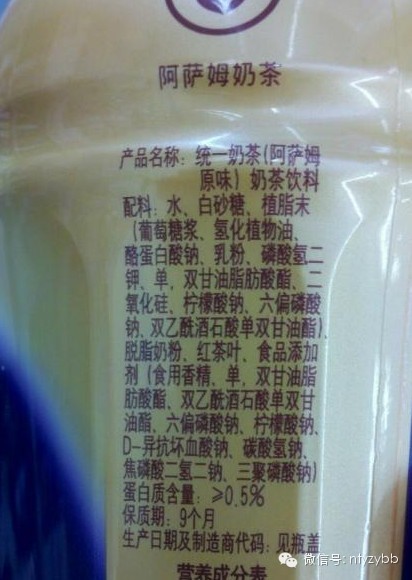 阿萨姆奶茶
产品名称：统一奶茶(阿萨姆
原味）奶茶饮料
配料：水、白砂糖、植脂末
（葡萄糖浆、氢化植物油、
酪蛋白酸钠、乳粉、磷酸氢二
钾、单，双甘油脂肪酸酯、二
氧化硅、柠檬酸钠、六偏磷酸
钠、双乙酰酒石酸单双甘油酯)、
脱脂奶粉、红茶叶、食品添加
剂（食用香精、单，双甘油脂
肪酸酯、双乙酰酒石酸单双甘
油酯、六偏磷酸钠、柠檬酸钠、
D-异抗坏血酸钠、碳酸氢钠、
焦磷酸二氢二钠、三聚磷酸钠)
蛋白质含量：≥0.5%
保质期：9个月
生产日期及制造商代码：见瓶盖
营养成分表
微信号：nfyzybb